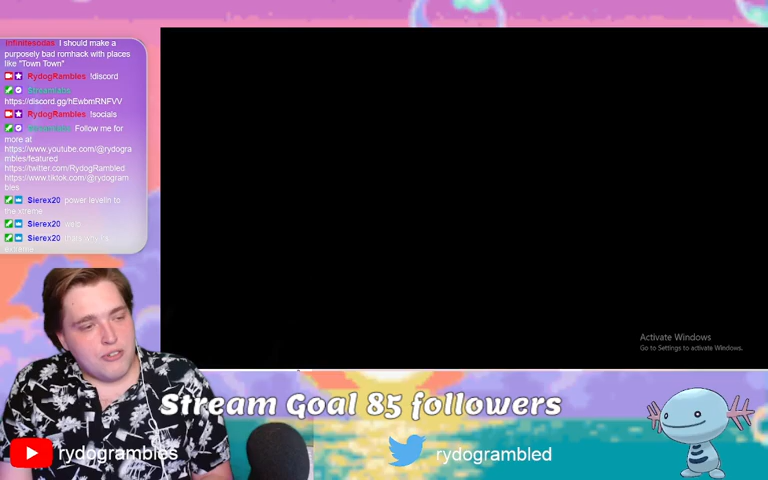 Infinitesodas I should make a
purposely bad romhack with places
like "Town Town"
RydogRambles !discord
Streamlabs
https://discord.gg/hEwbmRNFVV
RydogRambles !socials
Follow me for
more at
https://www.youtube.com/@rydogra
mbles/featured
https://twitter.com/RydogRambled
https://www.tiktok.com/@rydogram
bles
Sierex20 power levelin to
the xtreme
Sierex20
Sierex20
extreme
Activate Windows
Go to Settings to activate Windows.
Stream Goal 85 followers
rydogrambles
rydogrambled